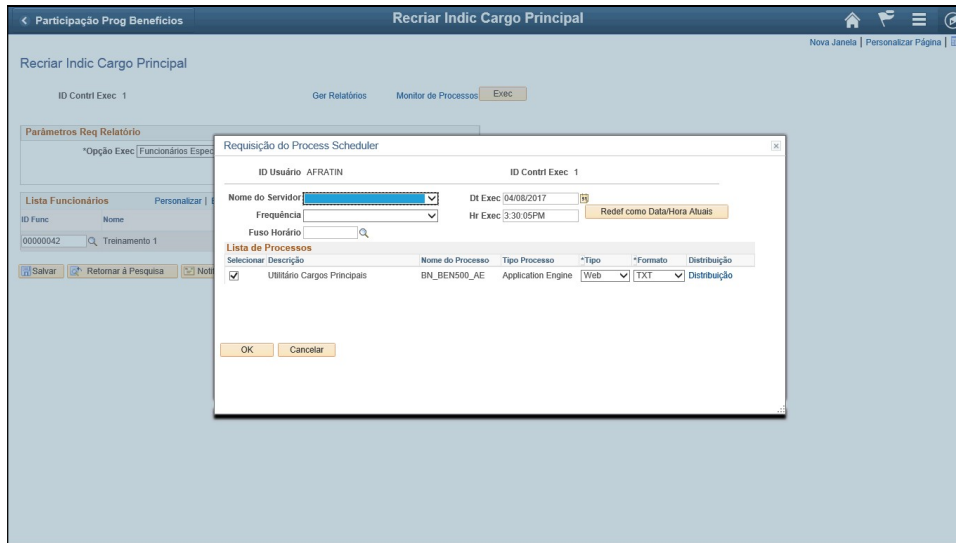 Participação Prog Benefícios
Recriar Indic Cargo Principal
Nova Janela | Personalizar Página |
Recriar Indic Cargo Principal
ID Contrl Exec 1
Ger Relatórios
Monitor de Processos
Exec
Parâmetros Req Relatório
*Opção Exec Funcionários Espec
Lista Funcionários
Personalizar |
ID Func
Nome
00000042
Treinamento 1
Salvar
Retornar à Pesquisa
Noti
Requisição do Process Scheduler
ID Usuário AFRATIN
ID Contrl Exec 1
Nome do Servidor
Dt Exec 04/08/2017
Frequência
Hr Exec 3:30:05PM
Redef como Data/Hora Atuais
Fuso Horário
Lista de Processos
Selecionar Descrição Nome do Processo Tipo Processo *Tipo *Formato Distribuição
Utilitário Cargos Principais BN_BEN500_AE Application Engine Web TXT Distribuição
OK
Cancelar